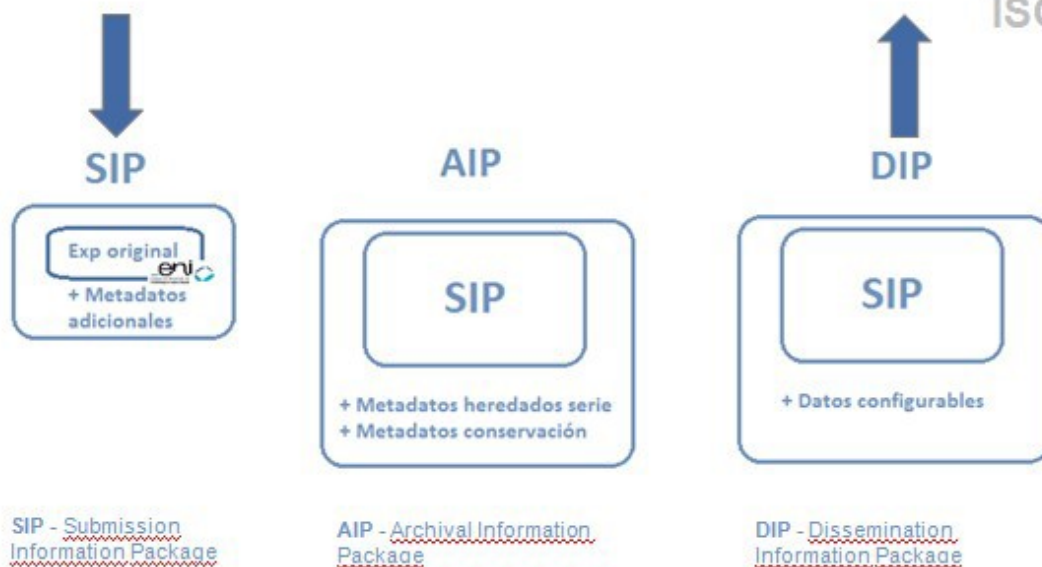 SIP
Exp original
eni
+ Metadatos
adicionales
AIP
SIP
+ Metadatos heredados serie
+ Metadatos conservación
DIP
SIP
+ Datos configurables
SIP - Submission
Information Package
AIP - Archival Information
Package
DIP - Dissemination
Information Package